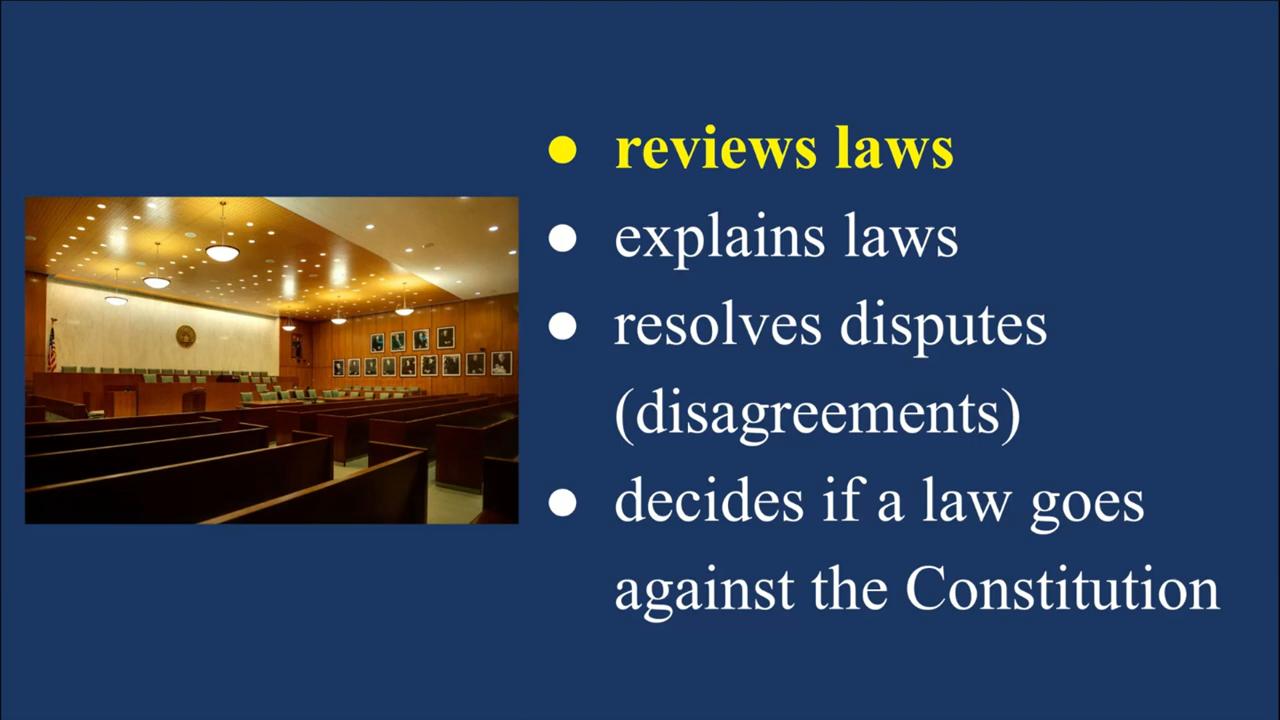 ● reviews laws
● explains laws
● resolves disputes
(disagreements)
● decides if a law goes
against the Constitution